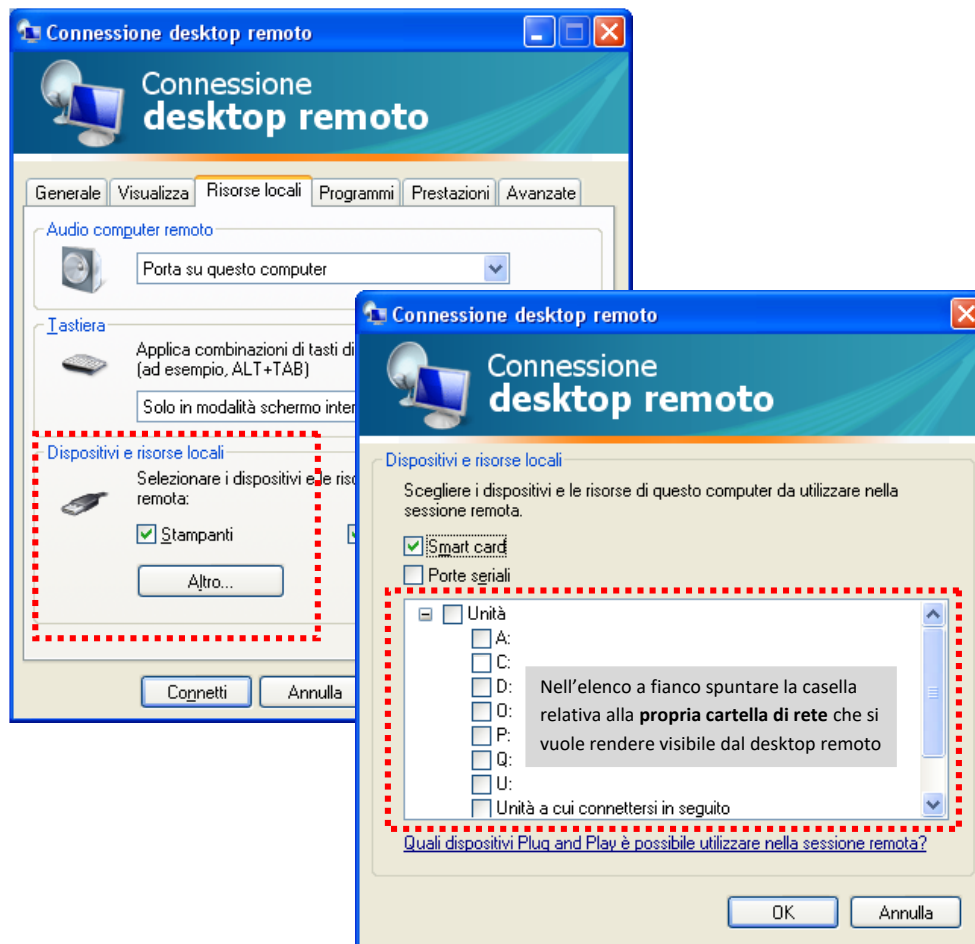 Connessione desktop remoto
Connessione
desktop remoto
Generale Visualizza Risorse locali Programmi Prestazioni Avanzate
Audio computer remoto
Porta su questo computer
Tastiera
Applica combinazioni di tasti di
(ad esempio, ALT+TAB)
Solo in modalità schermo inter
Dispositivi e risorse locali
Selezionare i dispositivi e le riso
remota:
Stampanti
Altro...
Connetti Annulla
Connessione desktop remoto
Connessione
desktop remoto
Dispositivi e risorse locali
Scegliere i dispositivi e le risorse di questo computer da utilizzare nella
sessione remota.
Smart card
Porte seriali
Unità
A:
C:
D:
O:
P:
Q:
U:
Unità a cui connettersi in seguito
Nell’elenco a fianco spuntare la casella
relativa alla propria cartella di rete che si
vuole rendere visibile dal desktop remoto
Quali dispositivi Plug and Play è possibile utilizzare nella sessione remota?
OK Annulla